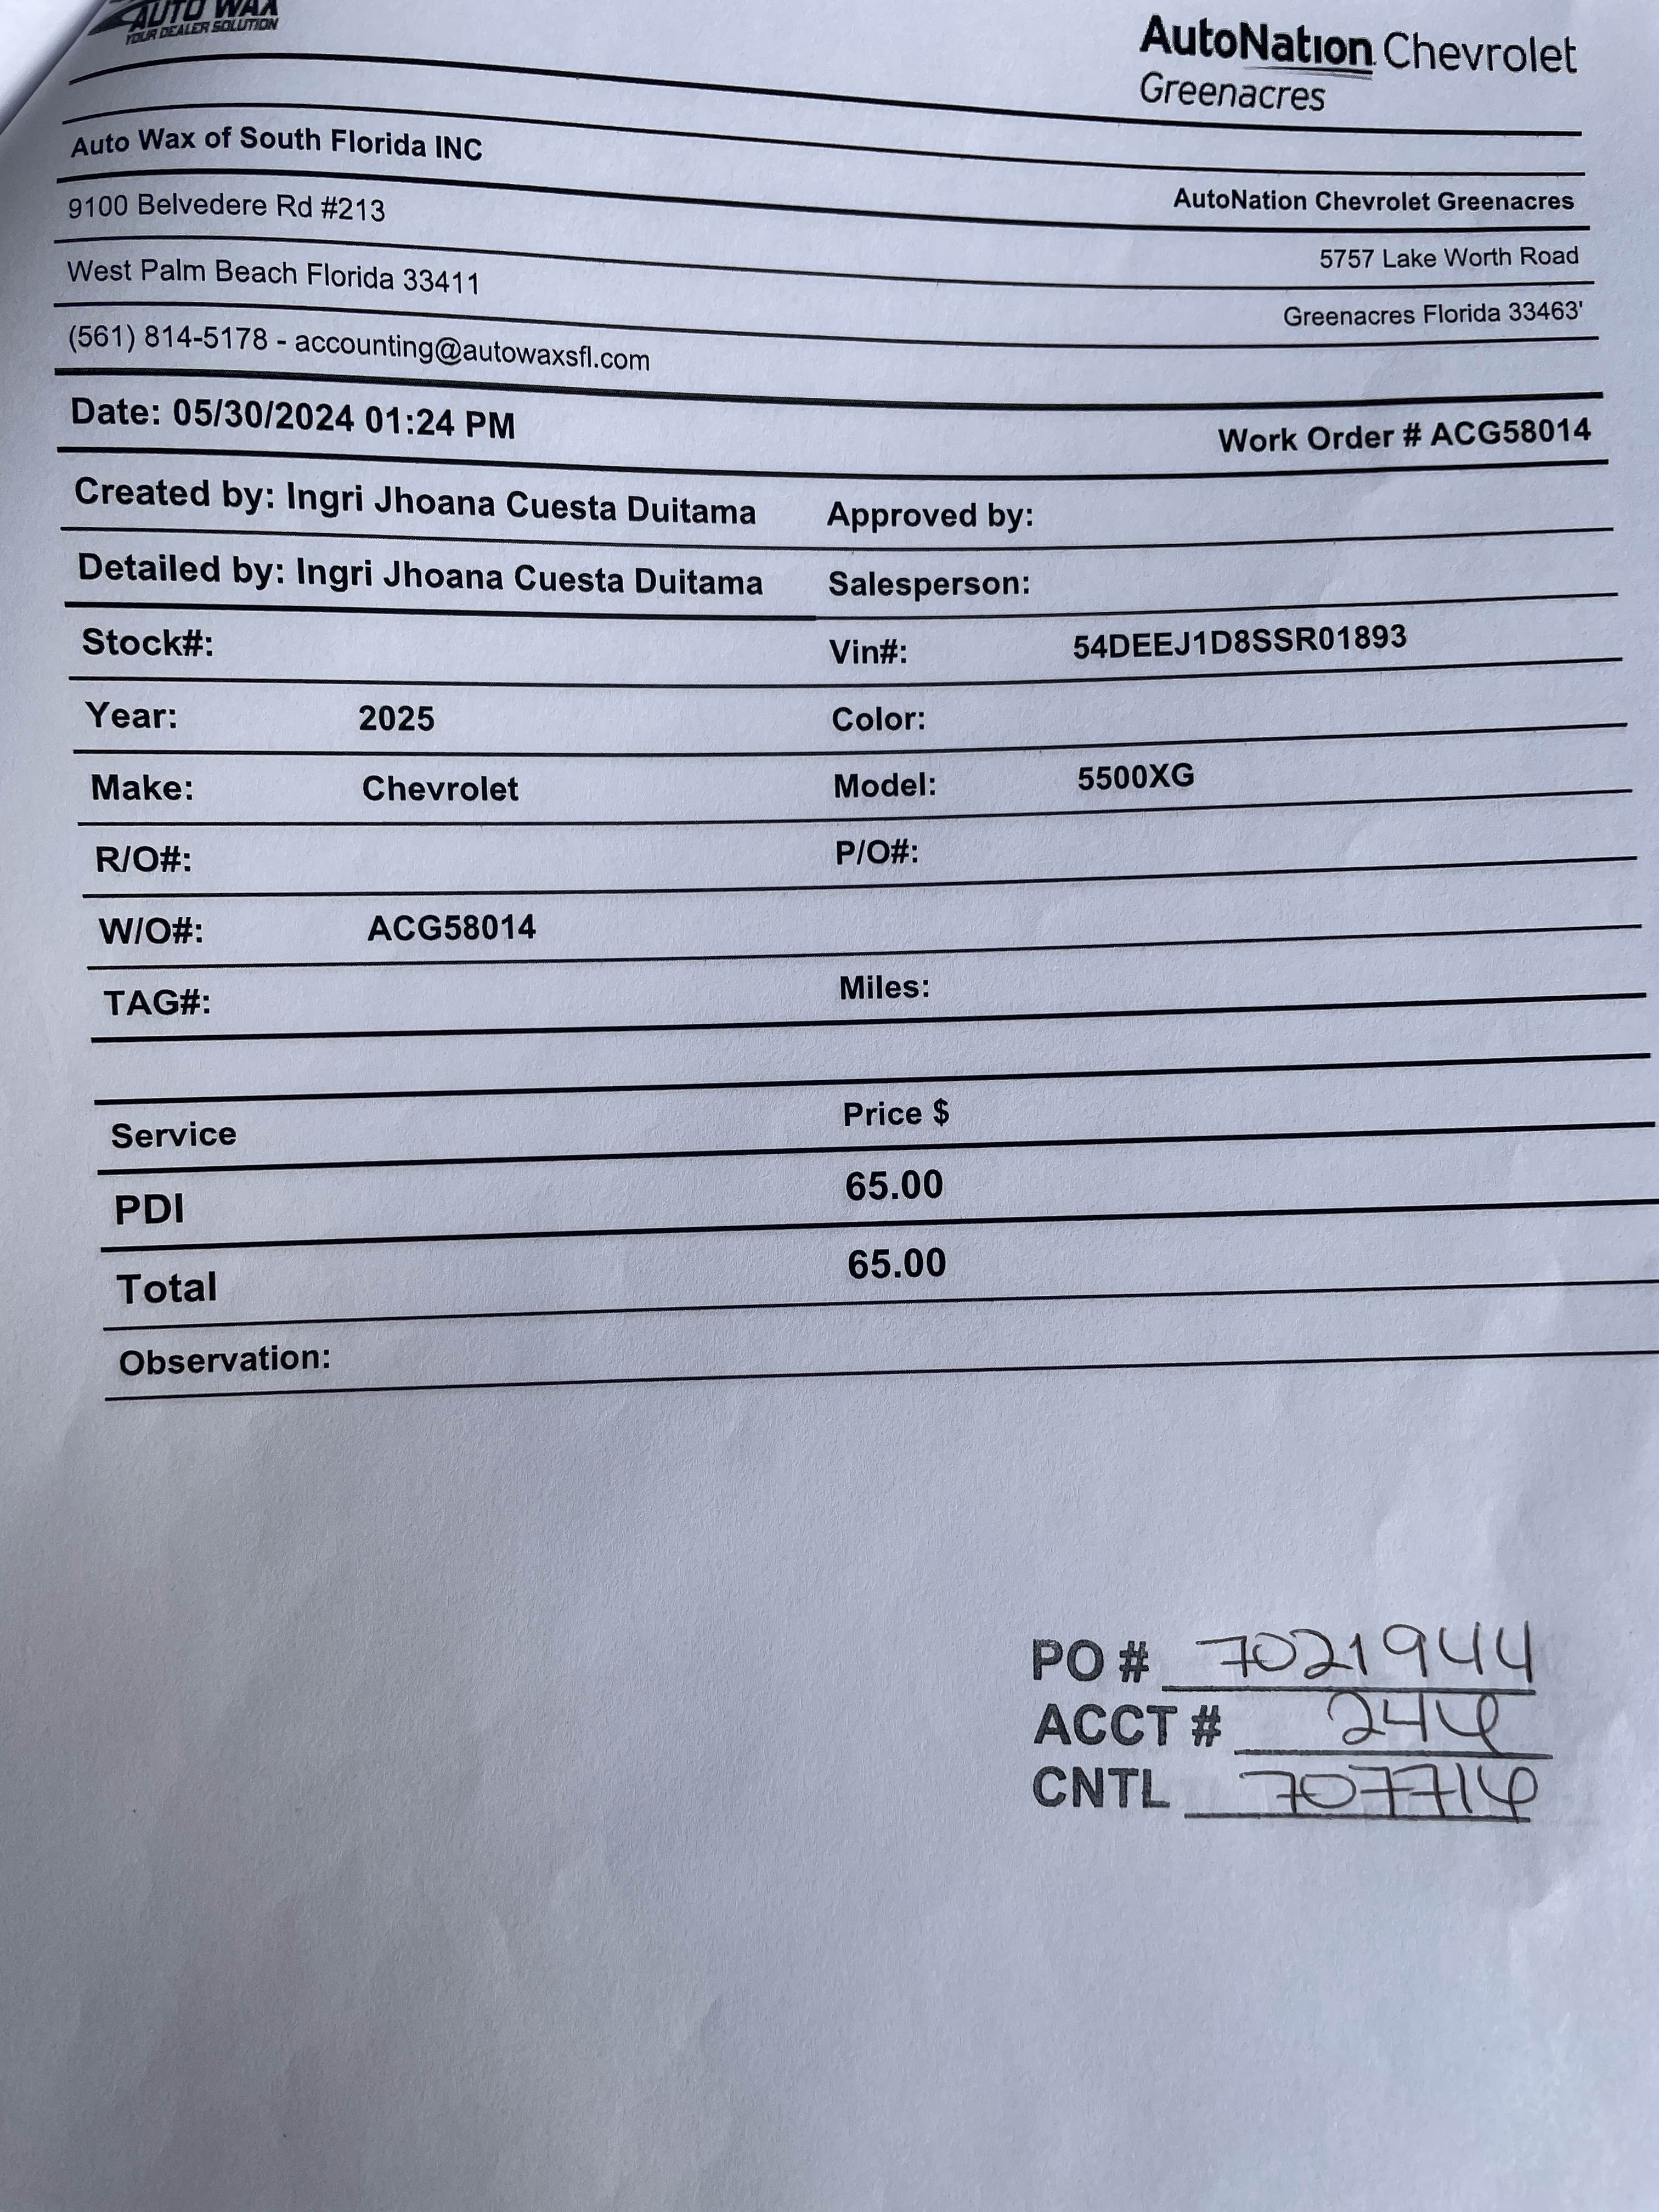 AUTO WAX
YOUR DEALER SOLUTION
AutoNation Chevrolet
Greenacres
Auto Wax of South Florida INC
AutoNation Chevrolet Greenacres
9100 Belvedere Rd #213
5757 Lake Worth Road
West Palm Beach Florida 33411
Greenacres Florida 33463'
(561) 814-5178 - accounting@autowaxsfl.com
Date: 05/30/2024 01:24 PM
Work Order # ACG58014
Created by: Ingri Jhoana Cuesta Duitama Approved by:
Detailed by: Ingri Jhoana Cuesta Duitama Salesperson:
Stock#: Vin#: 54DEEJ1D8SSR01893
Year: 2025 Color:
Make: Chevrolet Model: 5500XG
R/O#: P/O#:
W/O#: ACG58014
TAG#: Miles:
Service Price $
PDI 65.00
Total 65.00
Observation:
PO # 7021944
ACCT #
CNTL